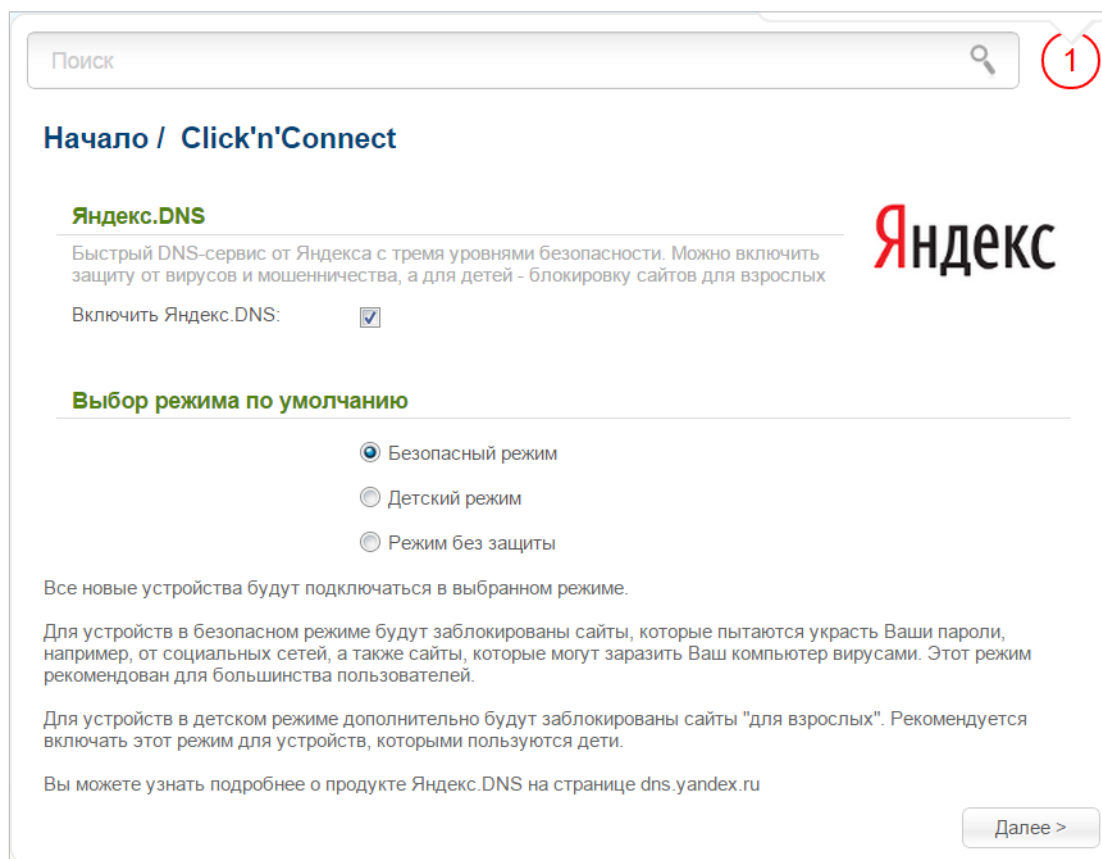 Поиск
1
Начало / Click'n'Connect
Яндекс.DNS
Яндекс
Быстрый DNS-сервис от Яндекса с тремя уровнями безопасности. Можно включить
защиту от вирусов и мошенничества, а для детей - блокировку сайтов для взрослых
Включить Яндекс.DNS:
Выбор режима по умолчанию
Безопасный режим
Детский режим
Режим без защиты
Все новые устройства будут подключаться в выбранном режиме.
Для устройств в безопасном режиме будут заблокированы сайты, которые пытаются украсть Ваши пароли,
например, от социальных сетей, а также сайты, которые могут заразить Ваш компьютер вирусами. Этот режим
рекомендован для большинства пользователей.
Для устройств в детском режиме дополнительно будут заблокированы сайты "для взрослых". Рекомендуется
включать этот режим для устройств, которыми пользуются дети.
Вы можете узнать подробнее о продукте Яндекс.DNS на странице dns.yandex.ru
Далее >